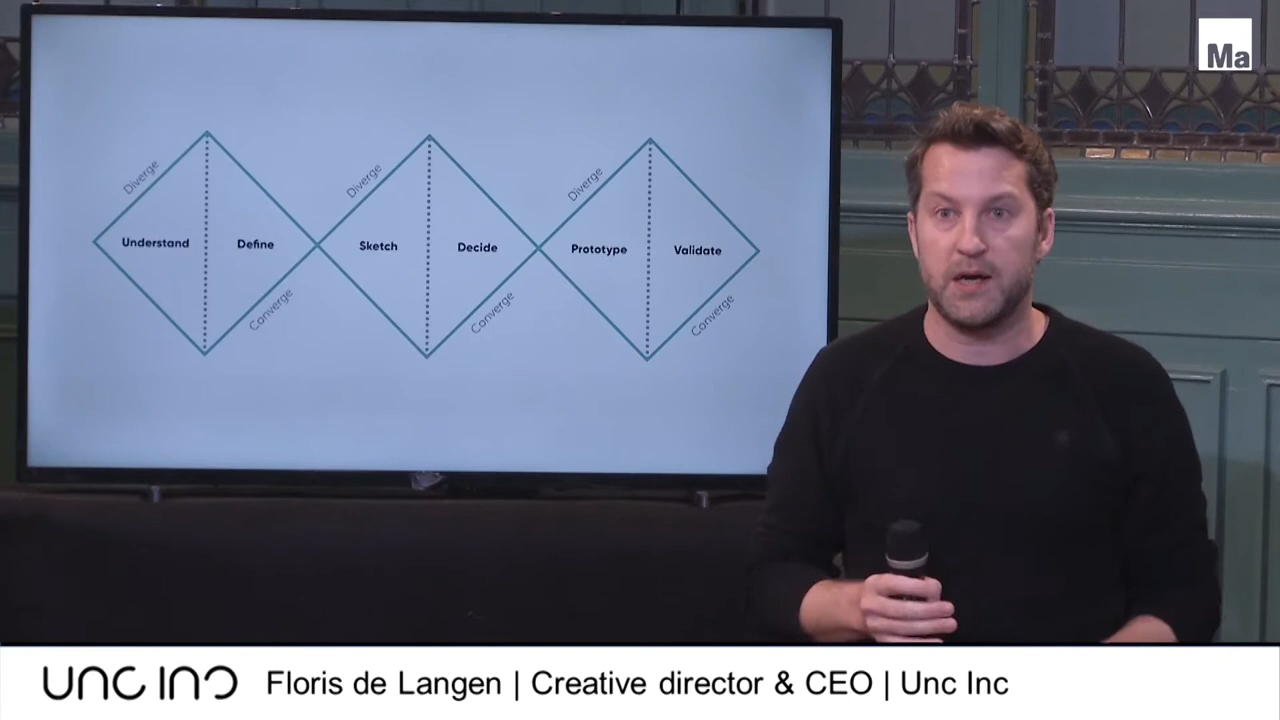 Ma
Diverge
Diverge
Diverge
Understand
Define
Sketch
Decide
Prototype
Validate
Converge
Converge
Converge
UNC INC Floris de Langen | Creative director & CEO | Unc Inc